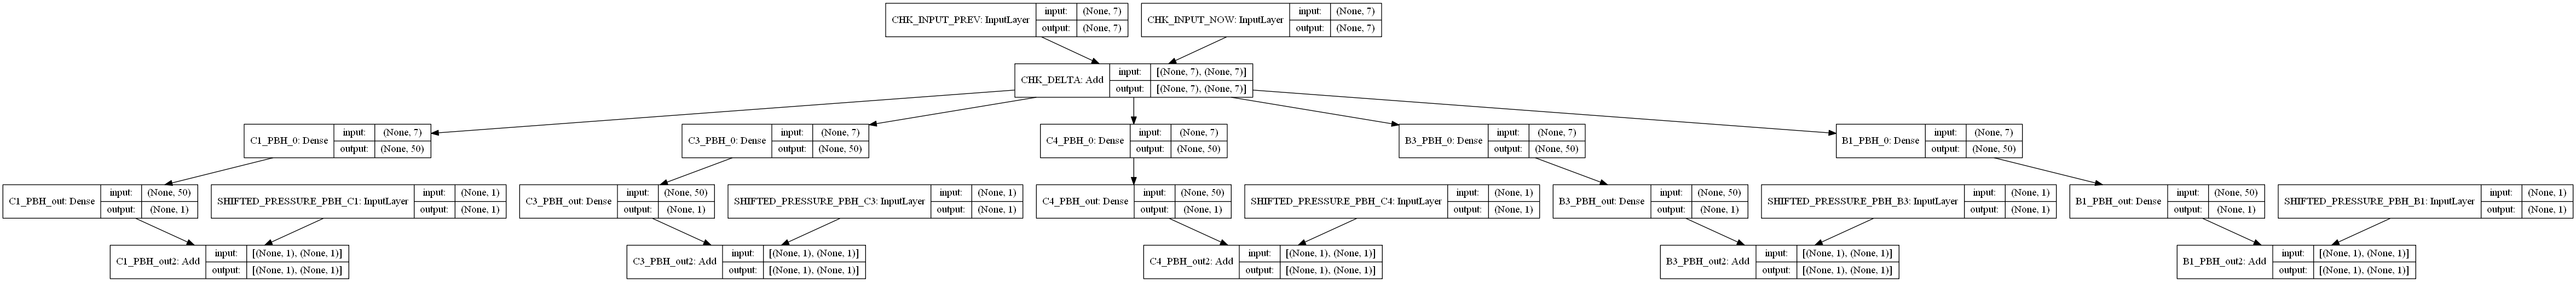 CHK_INPUT_PREV: InputLayer input: (None, 7)
output: (None, 7)
CHK_INPUT_NOW: InputLayer input: (None, 7)
output: (None, 7)
CHK_DELTA: Add input: [(None, 7), (None, 7)]
output: [(None, 7), (None, 7)]
C1_PBH_0: Dense input: (None, 7)
output: (None, 50)
C3_PBH_0: Dense input: (None, 7)
output: (None, 50)
C4_PBH_0: Dense input: (None, 7)
output: (None, 50)
B3_PBH_0: Dense input: (None, 7)
output: (None, 50)
B1_PBH_0: Dense input: (None, 7)
output: (None, 50)
C1_PBH_out: Dense input: (None, 50)
output: (None, 1)
SHIFTED_PRESSURE_PBH_C1: InputLayer input: (None, 1)
output: (None, 1)
C3_PBH_out: Dense input: (None, 50)
output: (None, 1)
SHIFTED_PRESSURE_PBH_C3: InputLayer input: (None, 1)
output: (None, 1)
C4_PBH_out: Dense input: (None, 50)
output: (None, 1)
SHIFTED_PRESSURE_PBH_C4: InputLayer input: (None, 1)
output: (None, 1)
B3_PBH_out: Dense input: (None, 50)
output: (None, 1)
SHIFTED_PRESSURE_PBH_B3: InputLayer input: (None, 1)
output: (None, 1)
B1_PBH_out: Dense input: (None, 50)
output: (None, 1)
SHIFTED_PRESSURE_PBH_B1: InputLayer input: (None, 1)
output: (None, 1)
C1_PBH_out2: Add input: [(None, 1), (None, 1)]
output: [(None, 1), (None, 1)]
C3_PBH_out2: Add input: [(None, 1), (None, 1)]
output: [(None, 1), (None, 1)]
C4_PBH_out2: Add input: [(None, 1), (None, 1)]
output: [(None, 1), (None, 1)]
B3_PBH_out2: Add input: [(None, 1), (None, 1)]
output: [(None, 1), (None, 1)]
B1_PBH_out2: Add input: [(None, 1), (None, 1)]
output: [(None, 1), (None, 1)]